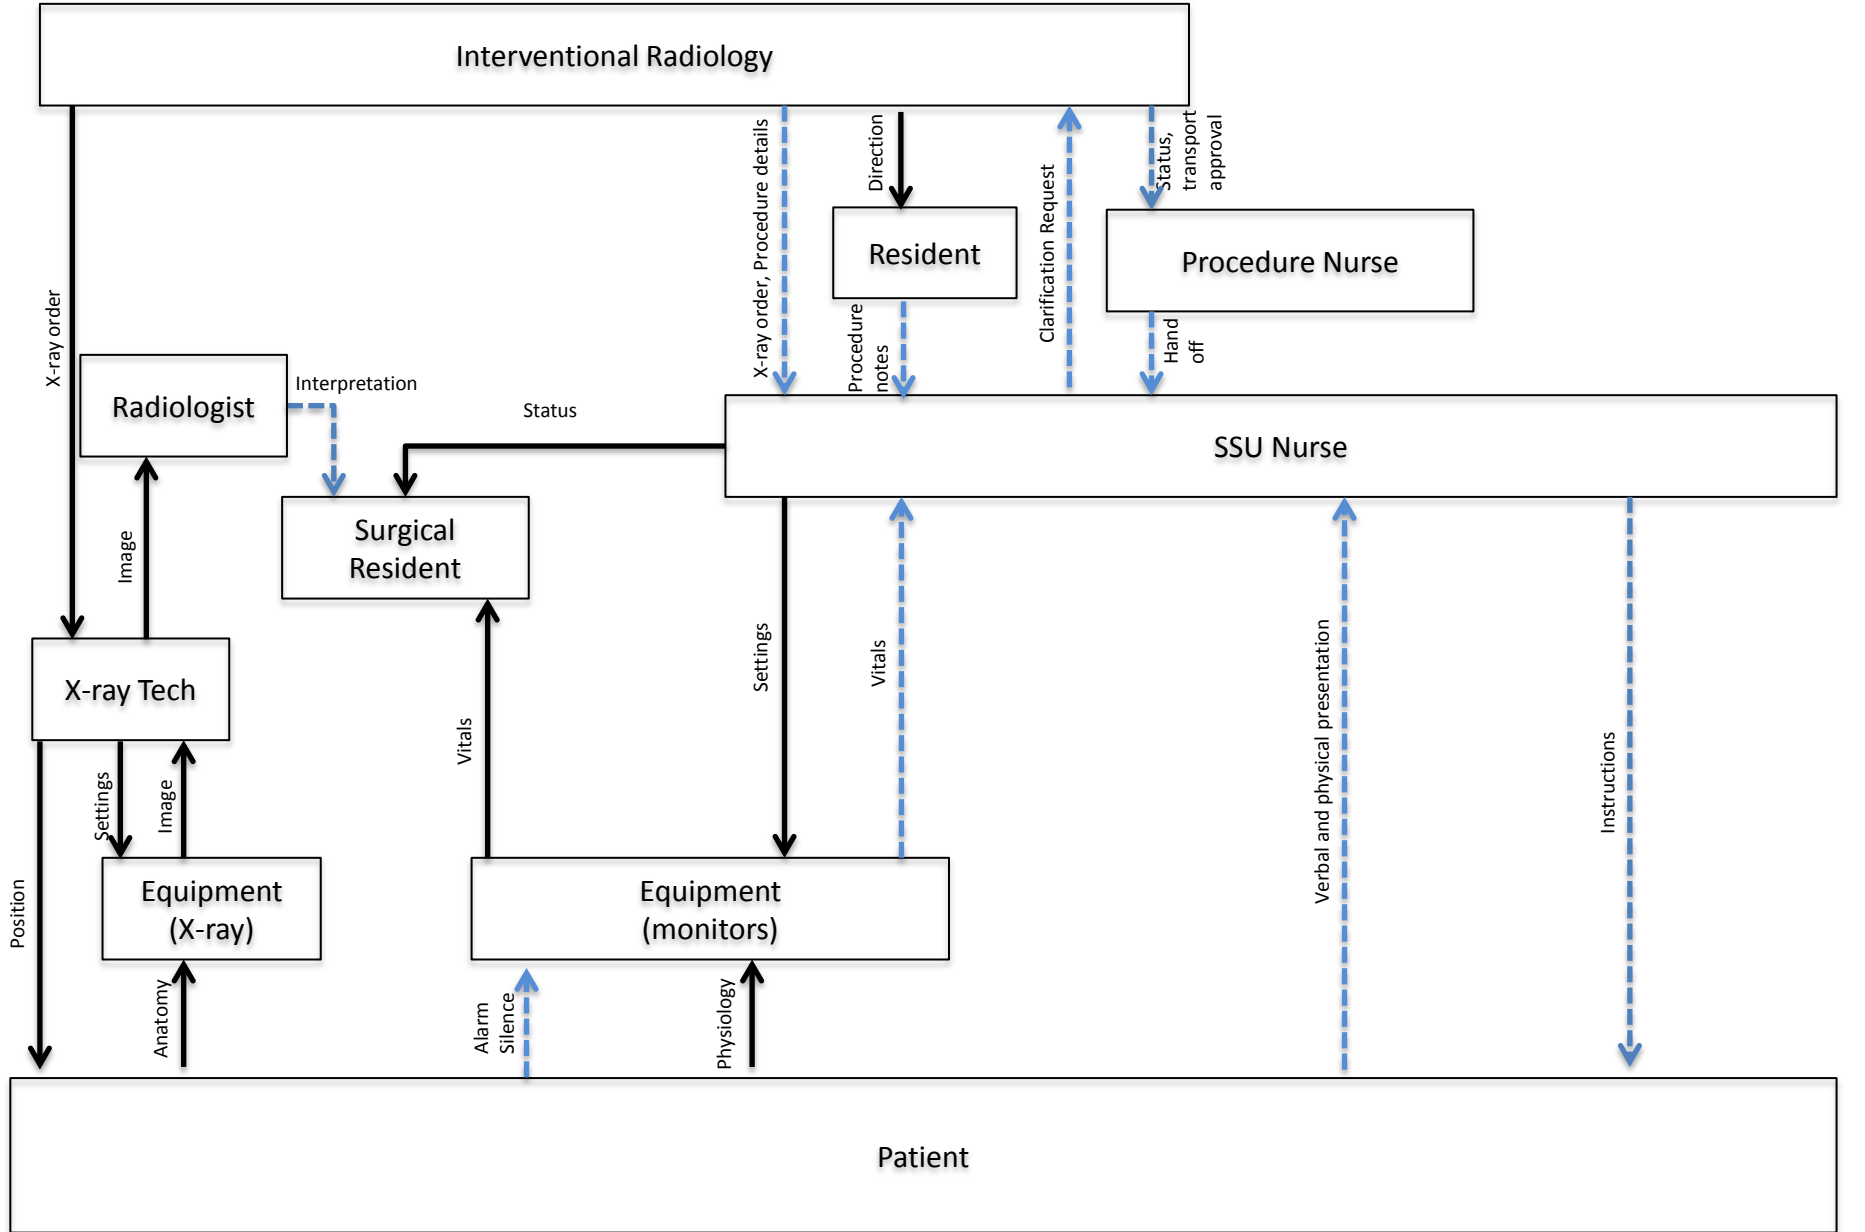 Interventional Radiology
X-ray order
X-ray order, Procedure details
Direction
Clarification Request
Status,
transport
approval
Resident
Procedure Nurse
Procedure
notes
Hand
off
Radiologist
Interpretation
Status
SSU Nurse
Surgical
Resident
Image
X-ray Tech
Vitals
Settings
Vitals
Verbal and physical presentation
Instructions
Position
Settings
Image
Equipment
(X-ray)
Equipment
(monitors)
Anatomy
Alarm
Silence
Physiology
Patient